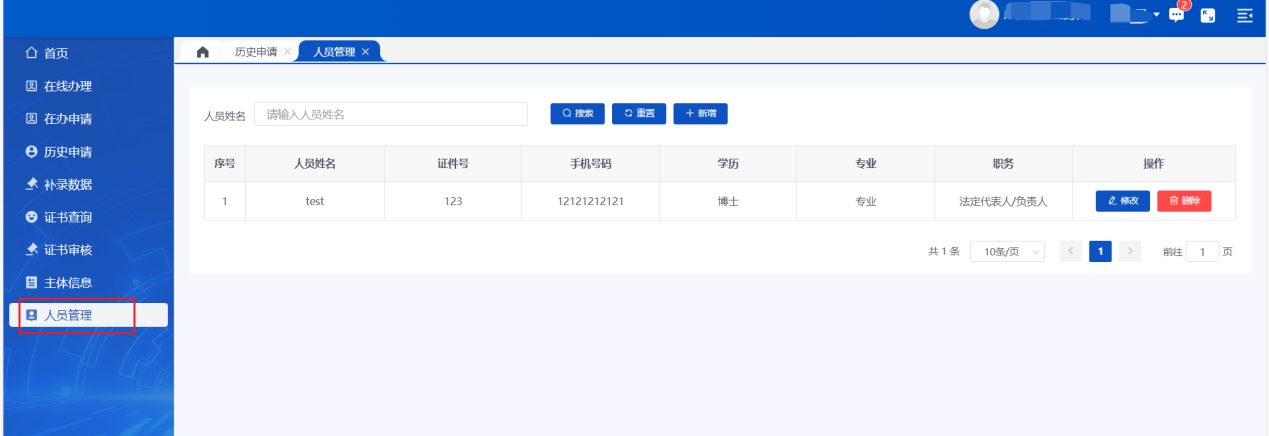 2
首页
历史申请 ×
人员管理 ×
在线办理
在办申请
历史申请
补录数据
证书查询
证书审核
主体信息
人员管理
人员姓名 请输入人员姓名 搜索 重置 + 新增
序号 人员姓名 证件号 手机号码 学历 专业 职务 操作
1 test 123 12121212121 博士 专业 法定代表人/负责人 修改 删除
共 1 条 10条/页 < 1 > 前往 1 页